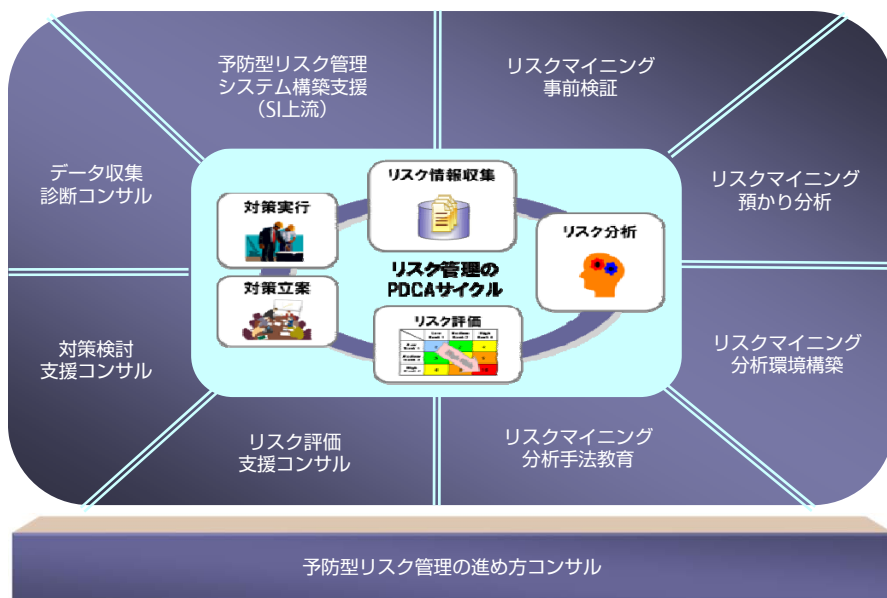 予防型リスク管理
システム構築支援
（SI上流）
リスクマイニング
事前検証
データ収集
診断コンサル
リスクマイニング
預かり分析
リスク情報収集
対策実行
リスク分析
リスク管理の
PDCAサイクル
対策立案
リスク評価
対策検討
支援コンサル
リスクマイニング
分析環境構築
リスク評価
支援コンサル
リスクマイニング
分析手法教育
予防型リスク管理の進め方コンサル